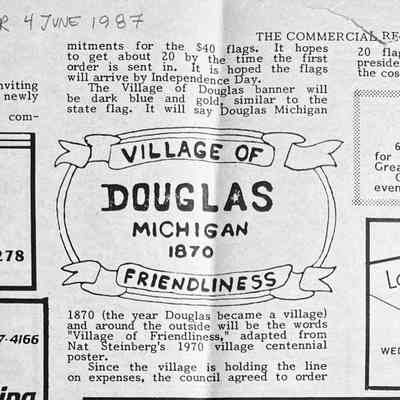 4 JUNE 1987
THE COMMERCIAL RE
mitments for the $40 flags. It hopes
to get about 20 by the time the first
order is sent in. It is hoped the flags
will arrive by Independence Day.
The Village of Douglas banner will
be dark blue and gold, similar to the
state flag. It will say Douglas Michigan
VILLAGE OF
DOUGLAS
MICHIGAN
1870
FRIENDLINESS
1870 (the year Douglas became a village)
and around the outside will be the words
"Village of Friendliness," adapted from
Nat Steinberg's 1970 village centennial
poster.
Since the village is holding the line
on expenses, the council agreed to order
nviting
newly
com-
278
7-4166
ing
20 fla
preside
the cos
6
for
Grea
C
even
Lo
WED